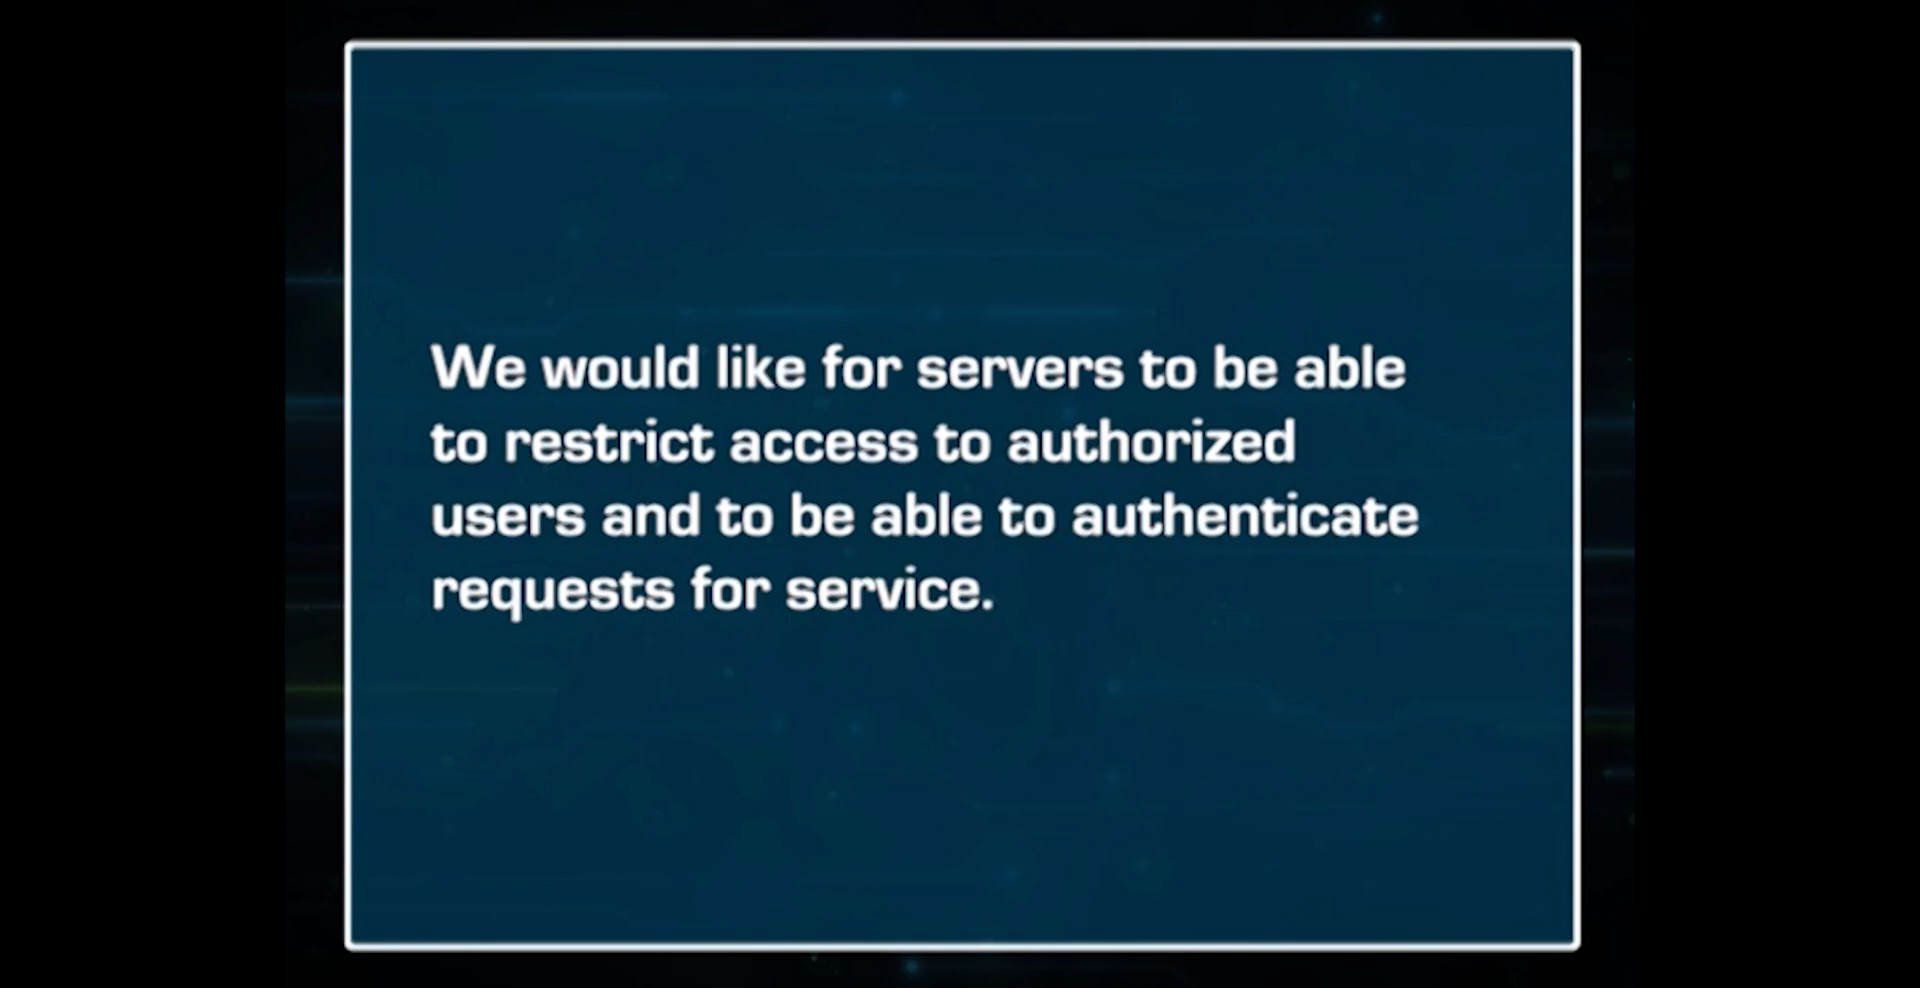 We would like for servers to be able
to restrict access to authorized
users and to be able to authenticate
requests for service.